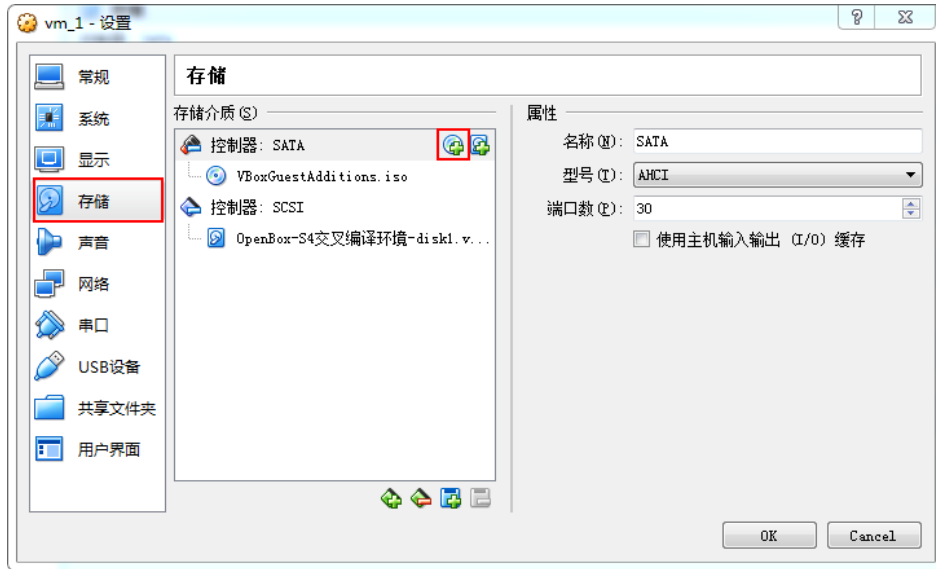 vm_1 - 设置
常规
系统
显示
存储
声音
网络
串口
USB设备
共享文件夹
用户界面
存储
存储介质(S)
控制器: SATA
VBoxGuestAdditions.iso
控制器: SCSI
OpenBox-S4交叉编译环境-disk1.v...
属性
名称(N): SATA
型号(T): AHCI
端口数(P): 30
使用主机输入输出 (I/O) 缓存
OK
Cancel